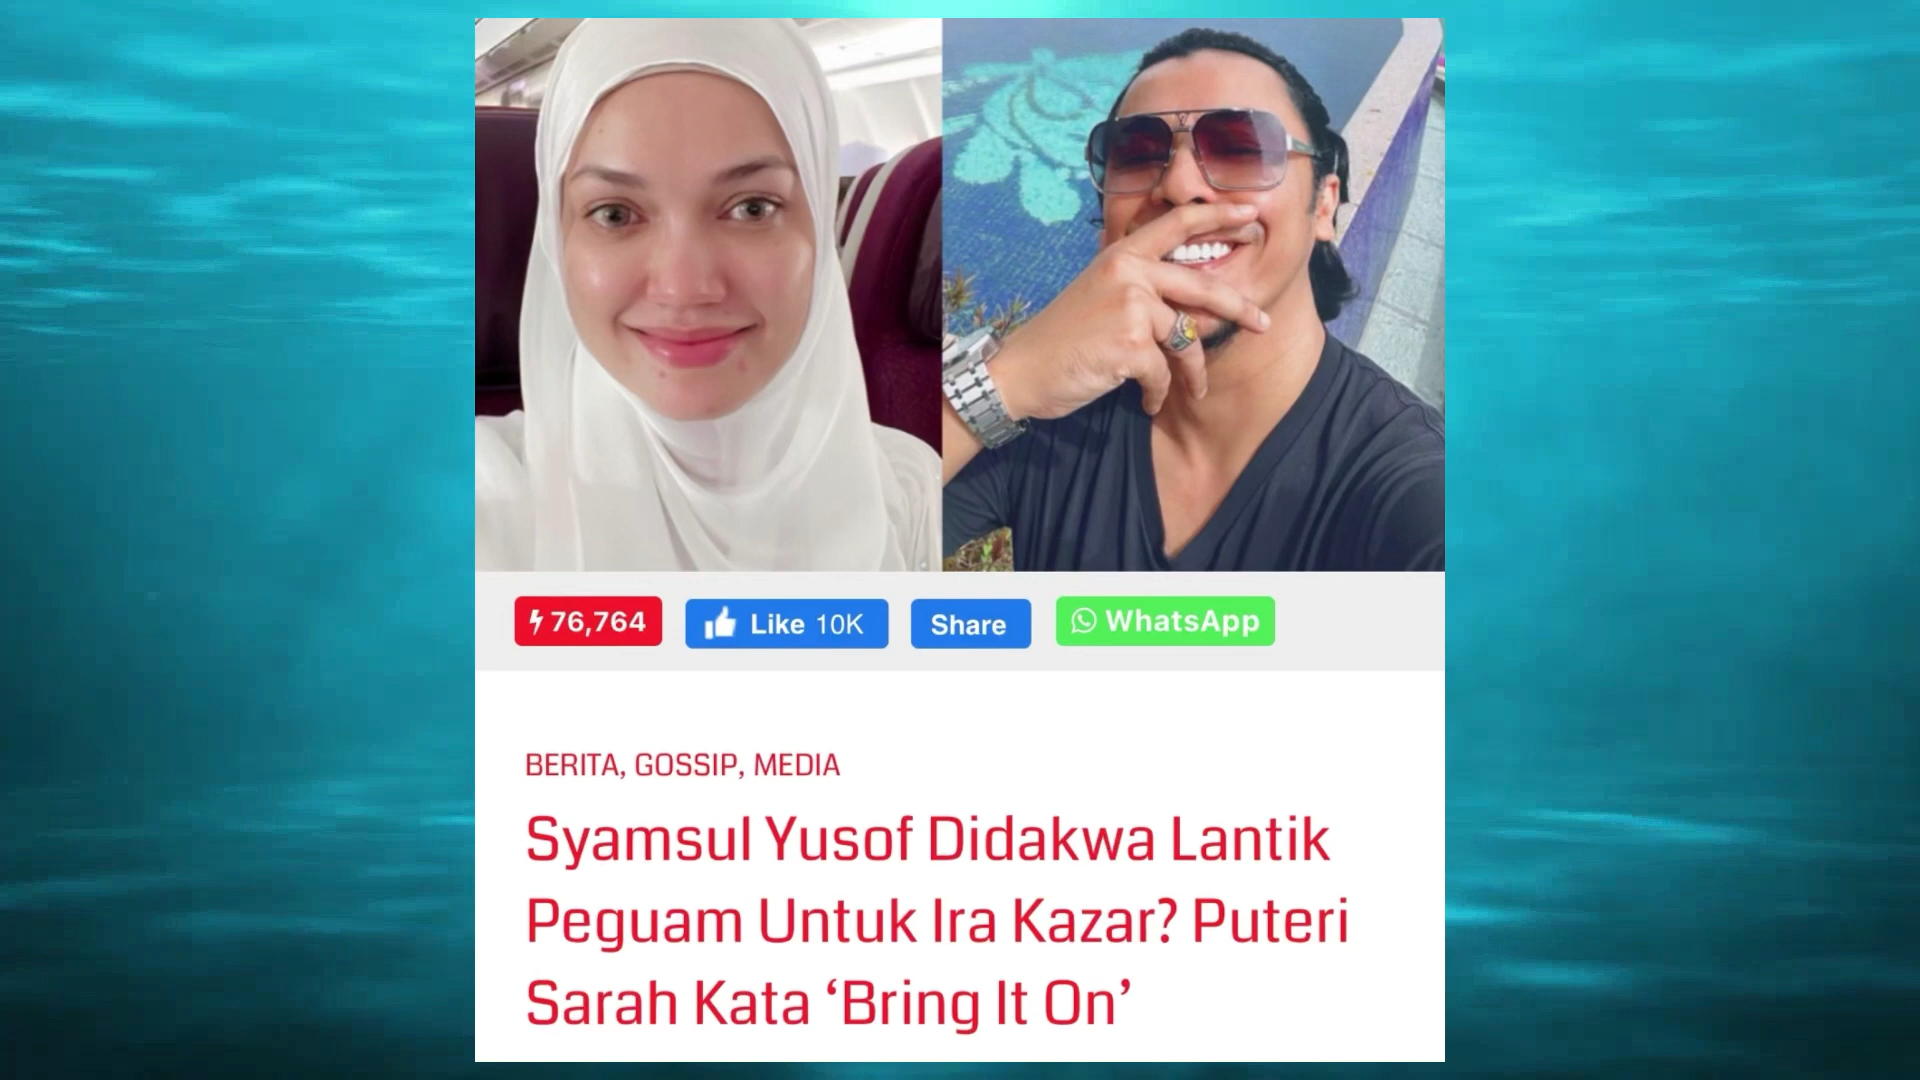 76,764 Like 10K Share WhatsApp
BERITA, GOSSIP, MEDIA
Syamsul Yusof Didakwa Lantik
Peguam Untuk Ira Kazar? Puteri
Sarah Kata ‘Bring It On’